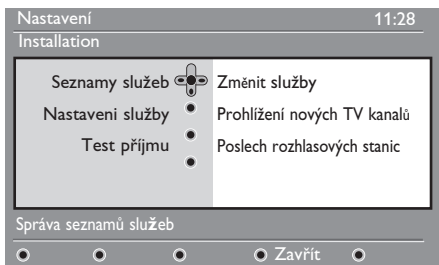 Nastavení 11:28
Installation
Seznamy služeb Změnit služby
Nastaveni služby Prohlížení nových TV kanalů
Test příjmu Poslech rozhlasových stanic
Správa seznamů služeb
Zavřít